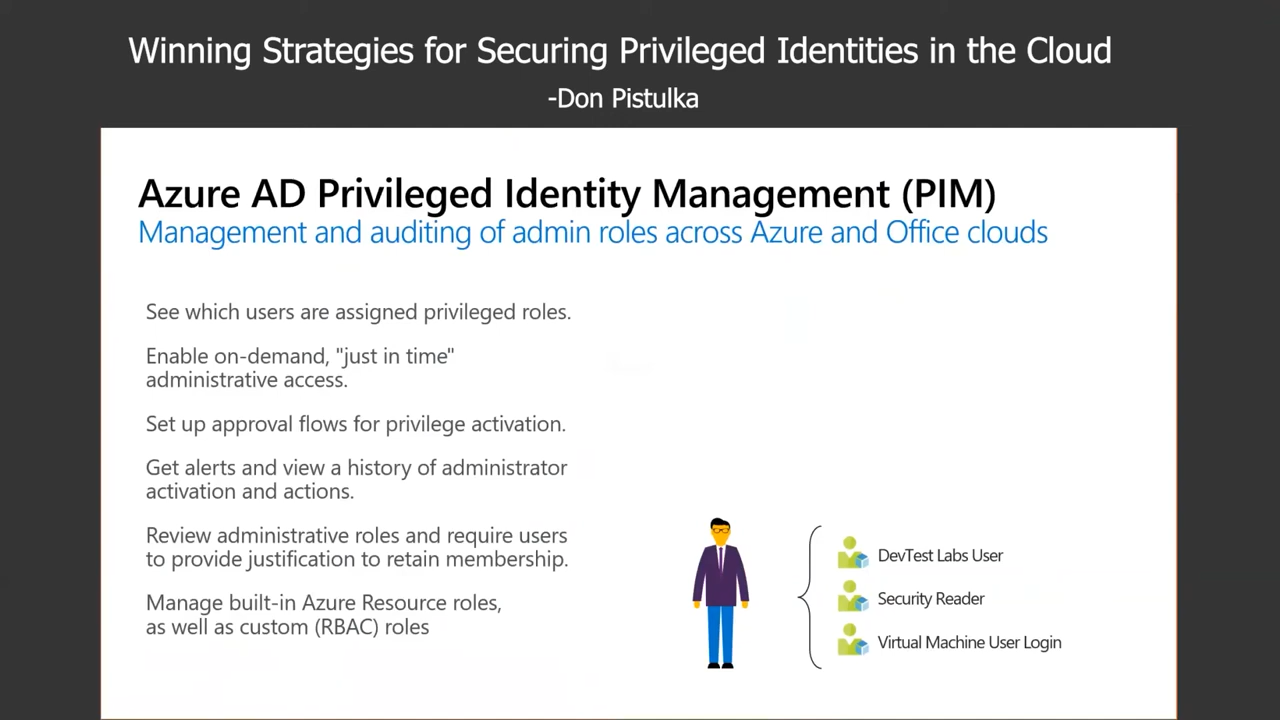 Winning Strategies for Securing Privileged Identities in the Cloud
-Don Pistulka
Azure AD Privileged Identity Management (PIM)
Management and auditing of admin roles across Azure and Office clouds
See which users are assigned privileged roles.
Enable on-demand, "just in time"
administrative access.
Set up approval flows for privilege activation.
Get alerts and view a history of administrator
activation and actions.
Review administrative roles and require users
to provide justification to retain membership.
Manage built-in Azure Resource roles,
as well as custom (RBAC) roles
DevTest Labs User
Security Reader
Virtual Machine User Login